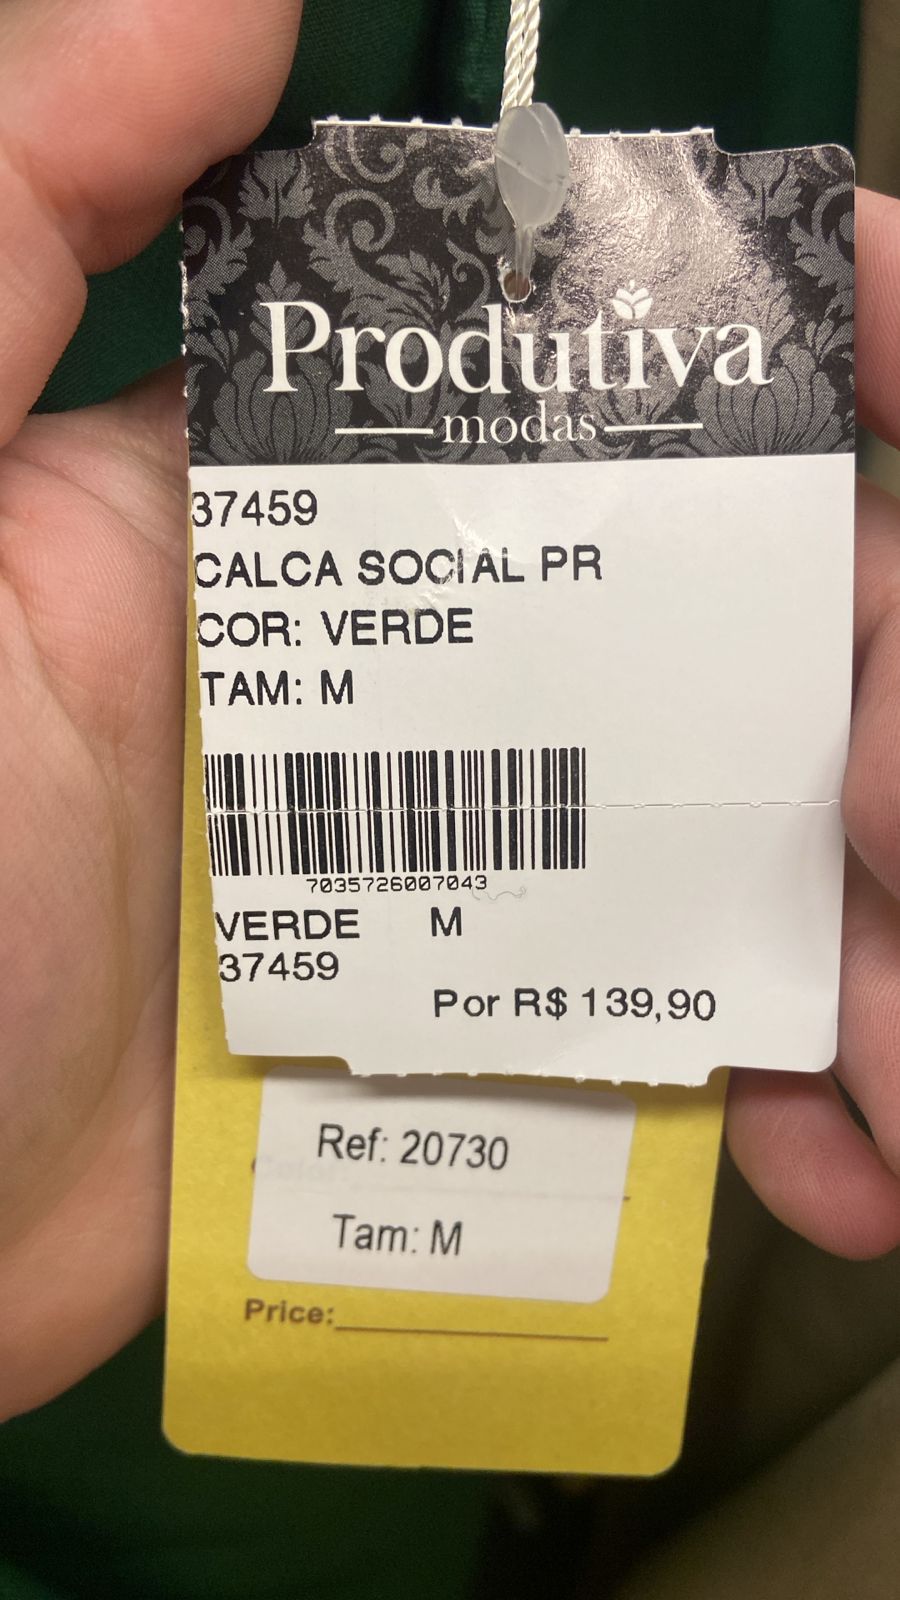 Produtiva
modas
37459
CALCA SOCIAL PR
COR: VERDE
TAM: M
7035726007043
VERDE M
37459
Por R$ 139,90
Ref: 20730
Tam: M
Price: